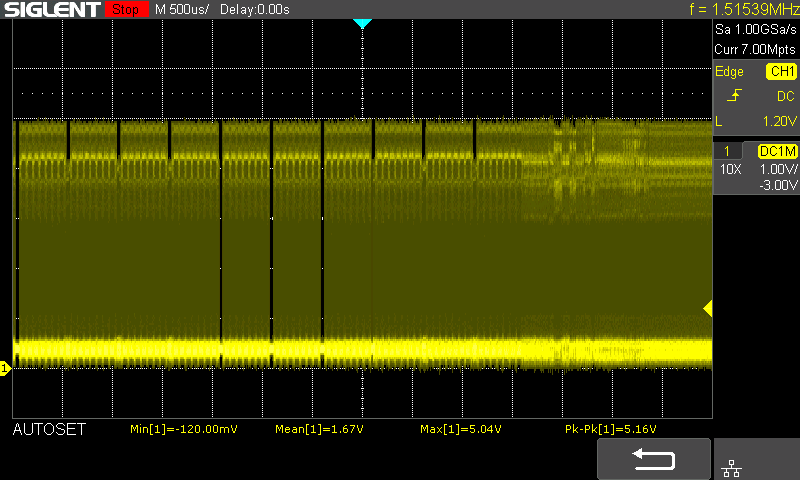 SIGLENT Stop M 500us/ Delay:0.00s f = 1.51539MHz
Sa 1.00GSa/s
Curr 7.00Mpts
Edge CH1
DC
L 1.20V
1 DC1M
10X 1.00V/
-3.00V
1
AUTOSET Min[1]=-120.00mV Mean[1]=1.67V Max[1]=5.04V Pk-Pk[1]=5.16V